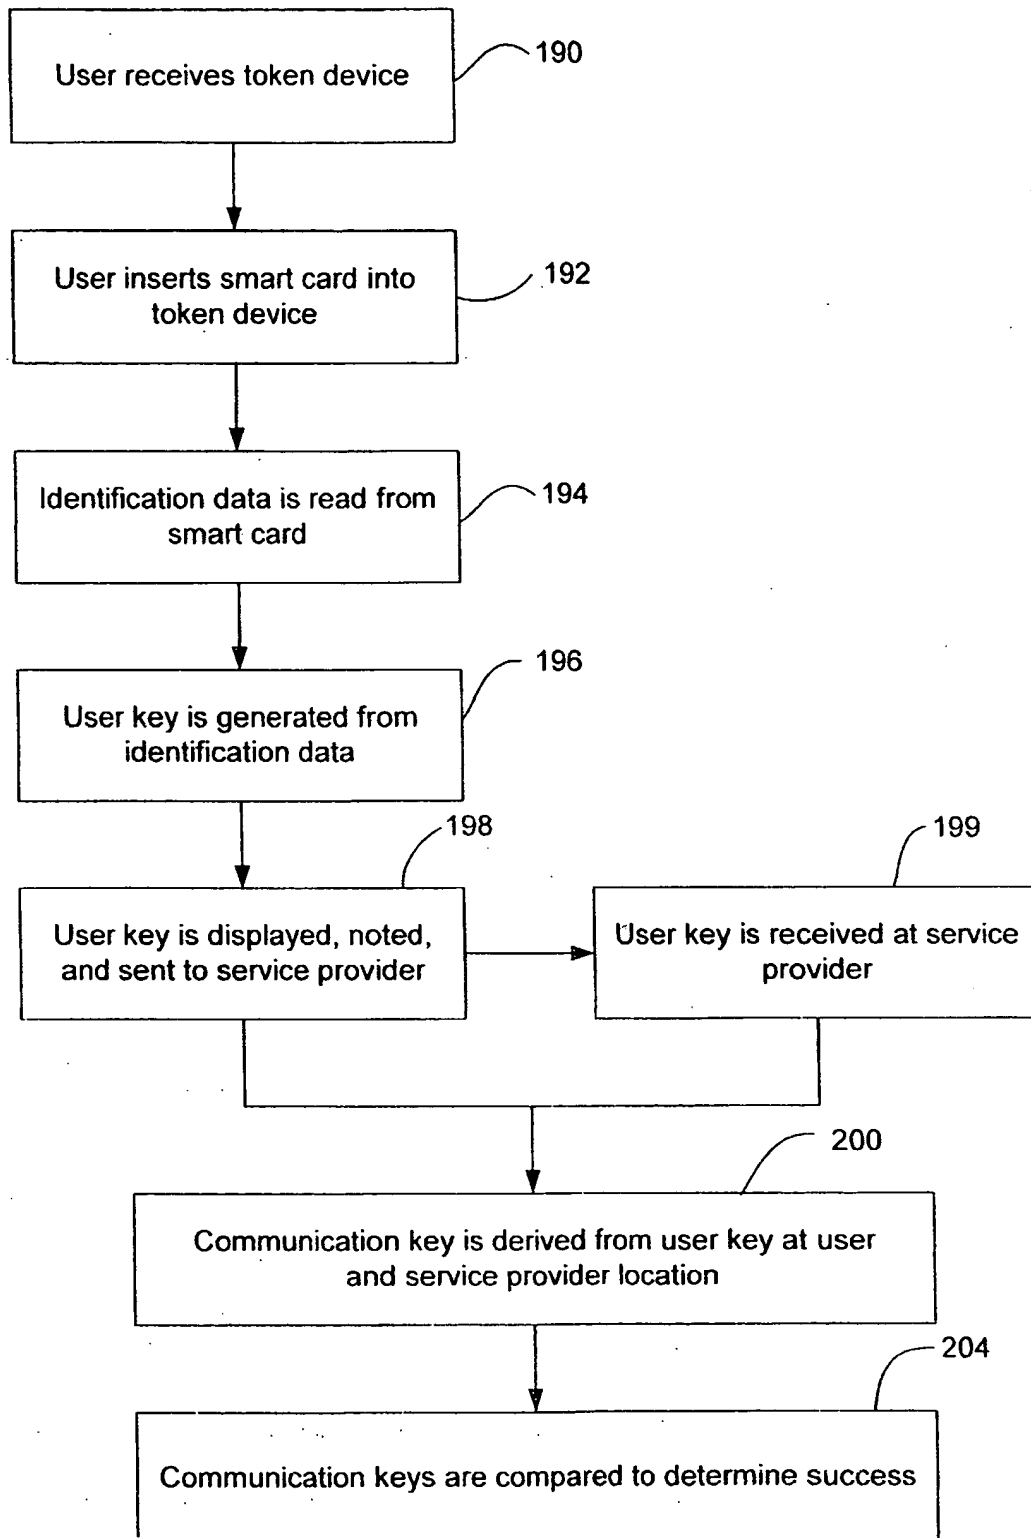 User receives token device
190
User inserts smart card into
token device
192
Identification data is read from
smart card
194
User key is generated from
identification data
196
198
User key is displayed, noted,
and sent to service provider
199
User key is received at service
provider
200
Communication key is derived from user key at user
and service provider location
204
Communication keys are compared to determine success